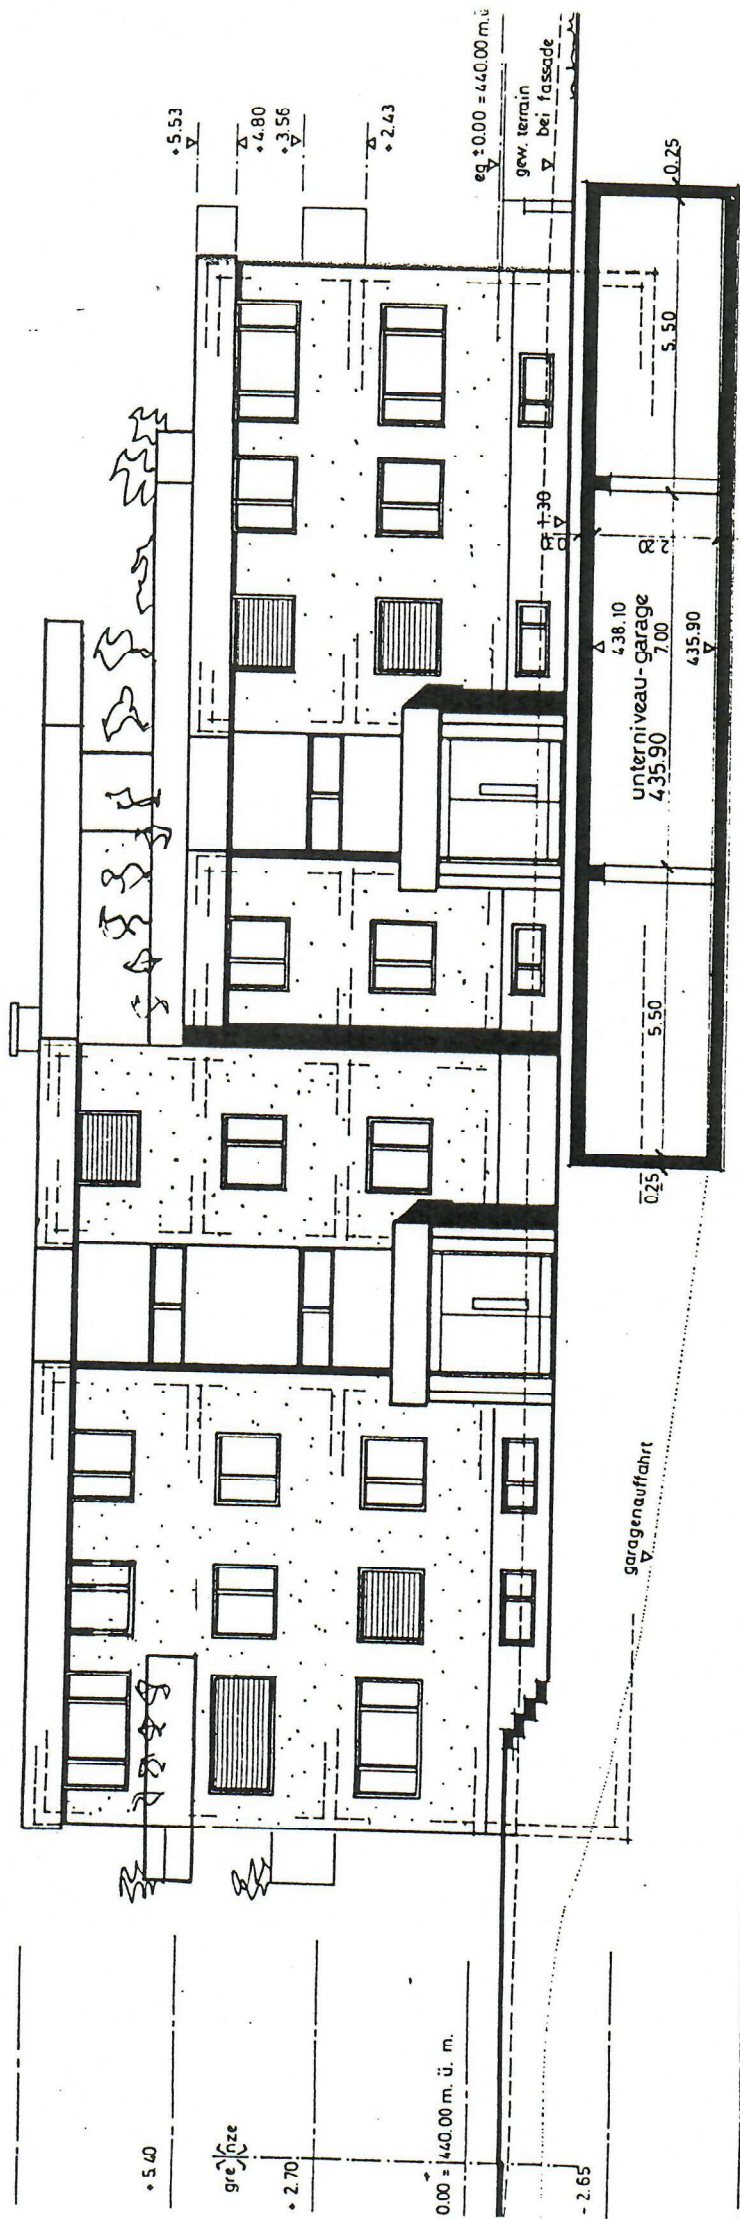 +5.53
+4.80
+3.56
+2.43
eg ±0.00 = 440.00 m.ü
gew. terrain
bei fassade
0.25
5.50
-1.30
2.20
438.10
unterniveau-garage
7.00
435.90
435.90
5.50
0.25
garagenauffahrt
+5.40
grenze
+2.70
0.00 = 440.00 m. ü. m.
-2.65